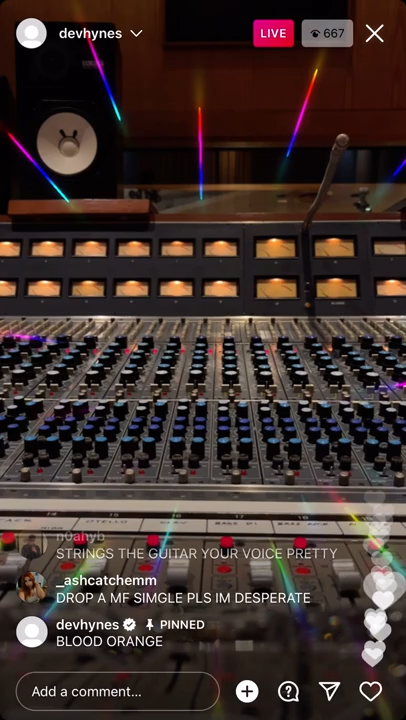 devhynes
LIVE
667
n0ahyb
STRINGS THE GUITAR YOUR VOICE PRETTY
_ashcatchemm
DROP A MF SIMGLE PLS IM DESPERATE
devhynes PINNED
BLOOD ORANGE
Add a comment...